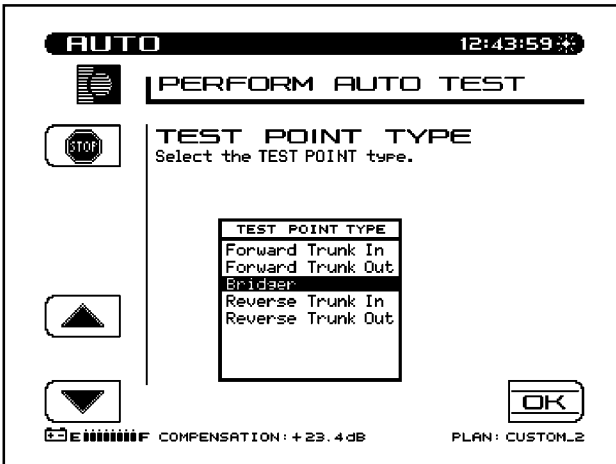 AUTO 12:43:59
PERFORM AUTO TEST
STOP
TEST POINT TYPE
Select the TEST POINT type.
TEST POINT TYPE
Forward Trunk In
Forward Trunk Out
Bridger
Reverse Trunk In
Reverse Trunk Out
OK
E F COMPENSATION:+23.4dB PLAN: CUSTOM_2